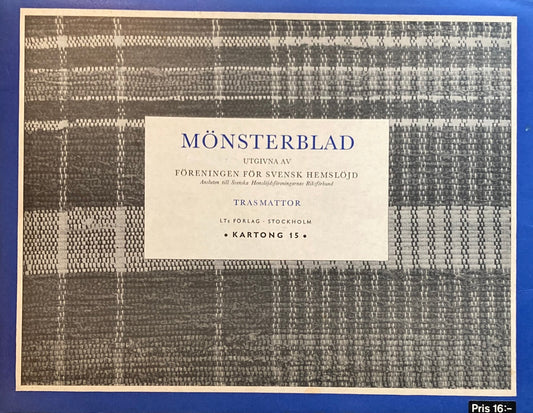 MÖNSTERBLAD
UTGIVNA AV
FÖRENINGEN FÖR SVENSK HEMSLÖJD
Ansluten till Svenska Hemslöjdsföreningarnas Riksförbund
TRASMATTOR
LTs FÖRLAG · STOCKHOLM
• KARTONG 15 •
Pris 16:-